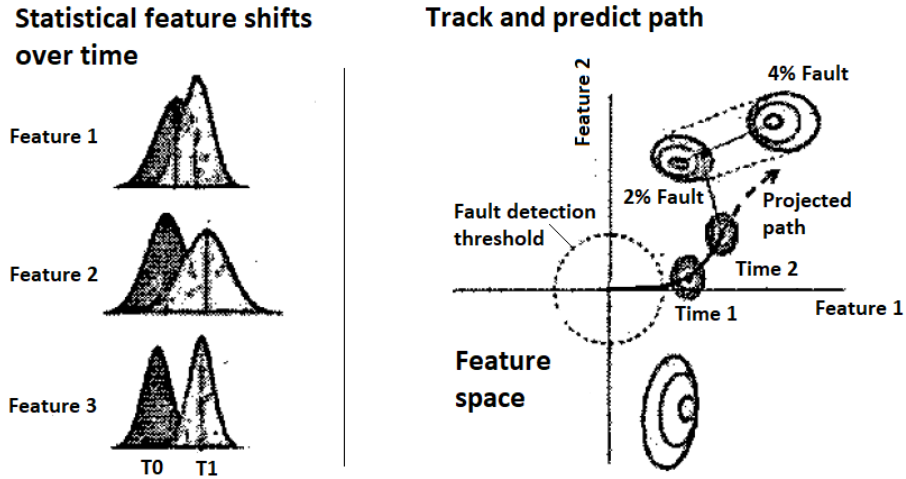 Statistical feature shifts
over time
Feature 1
Feature 2
Feature 3
T0
T1
Track and predict path
Feature 2
4% Fault
2% Fault
Projected
path
Fault detection
threshold
Time 2
Time 1
Feature 1
Feature
space